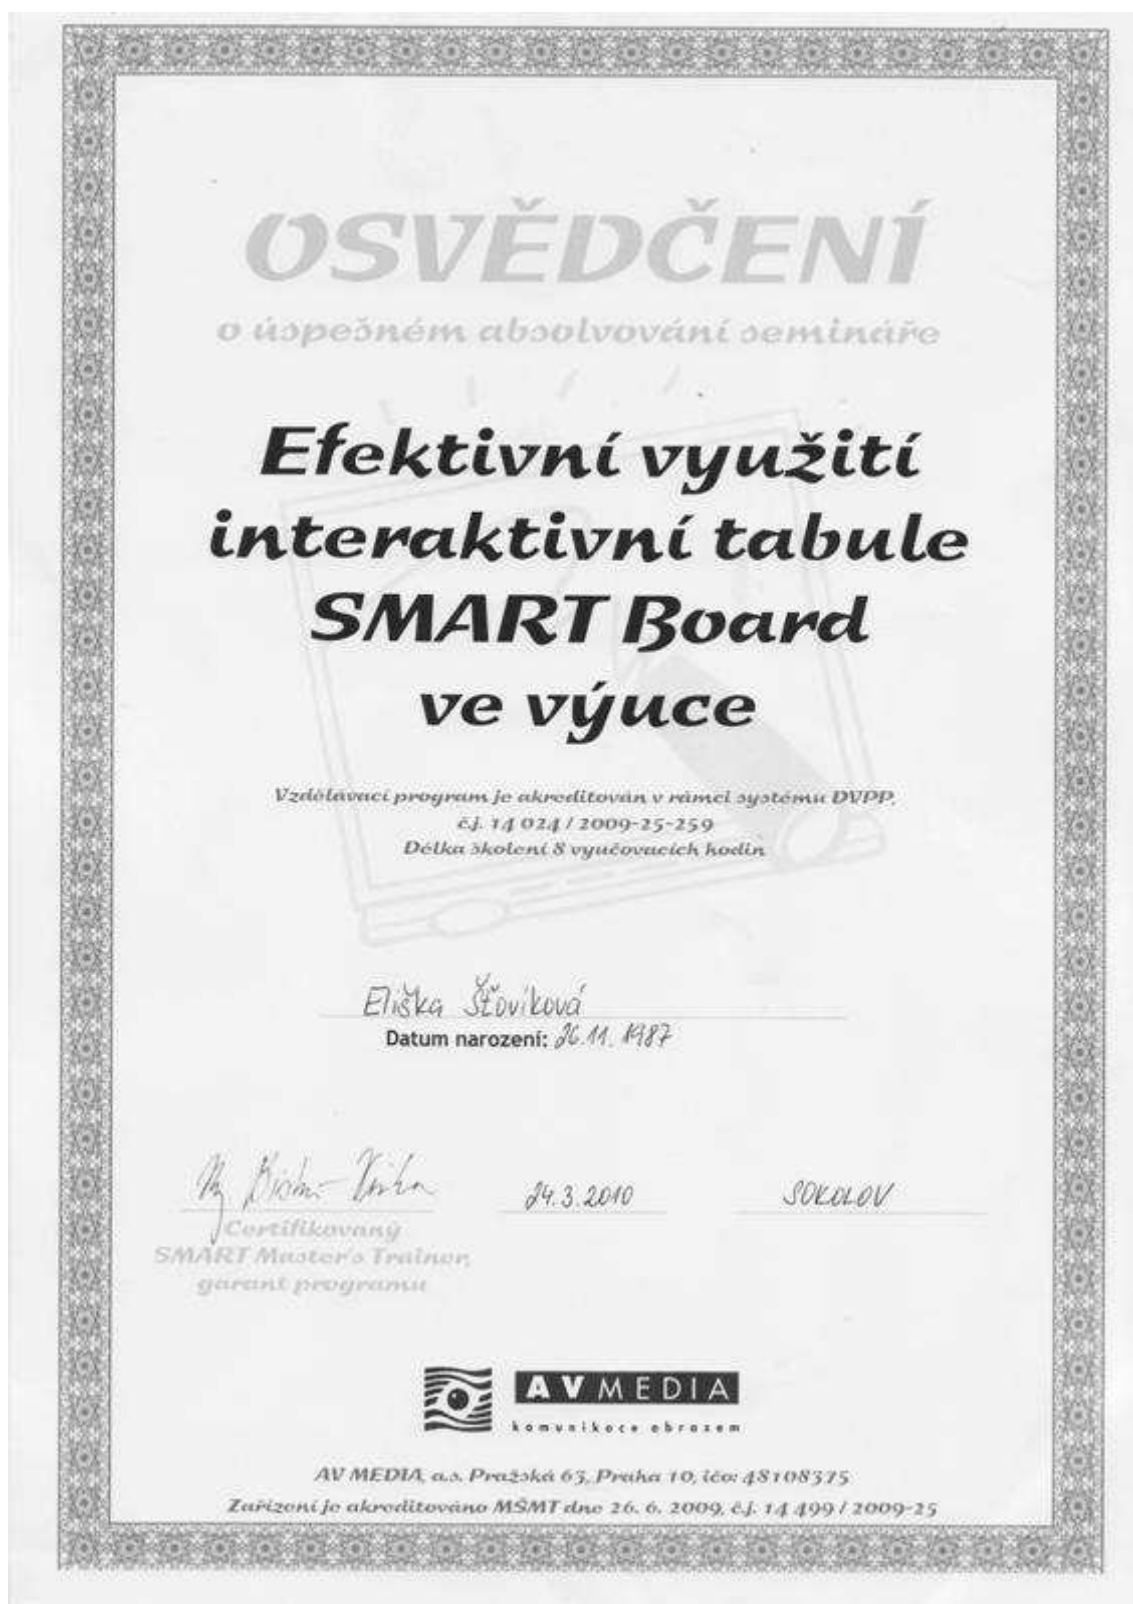 OSVĚDČENÍ
o úspešném absolvování semináře
Efektivní využití
interaktivní tabule
SMART Board
ve výuce
Vzdělávací program je akreditován v rámci systému DVPP,
č.j. 14 024 / 2009-25-259
Délka školení 8 vyučovacích hodin
Eliška Šťovíková
Datum narození: 26.11. 1987
24.3.2010
SOKOLOV
Certifikovaný
SMART Master's Trainer,
garant programu
AV MEDIA
komunikace obrazem
AV MEDIA, a.s. Pražská 63, Praha 10, ičo: 48108375
Zařízení je akreditováno MŠMT dne 26. 6. 2009, č.j. 14 499 / 2009-25